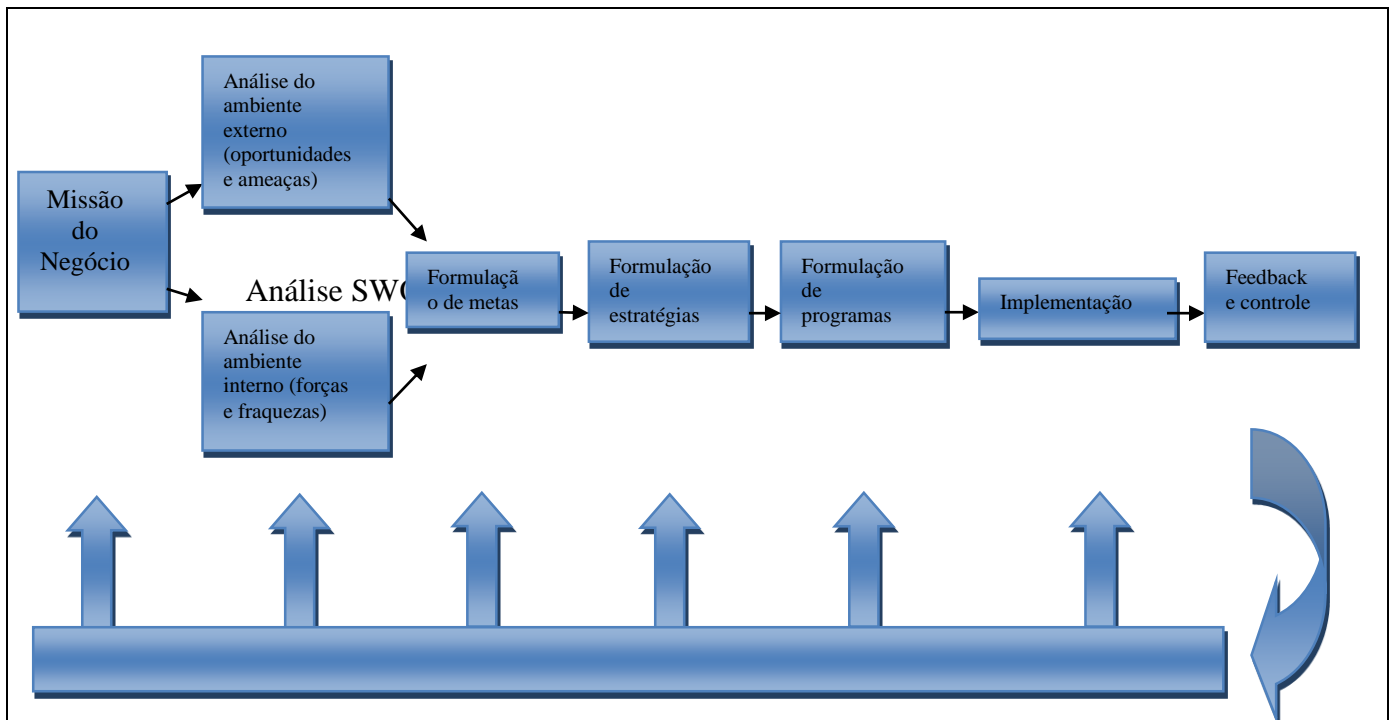 Missão
do
Negócio
Análise do
ambiente
externo
(oportunidades
e ameaças)
Análise
Análise do
ambiente
interno (forças
e fraquezas)
Formulaçã
o de metas
Formulação
de
estratégias
Formulação
de
programas
Implementação
Feedback
e controle